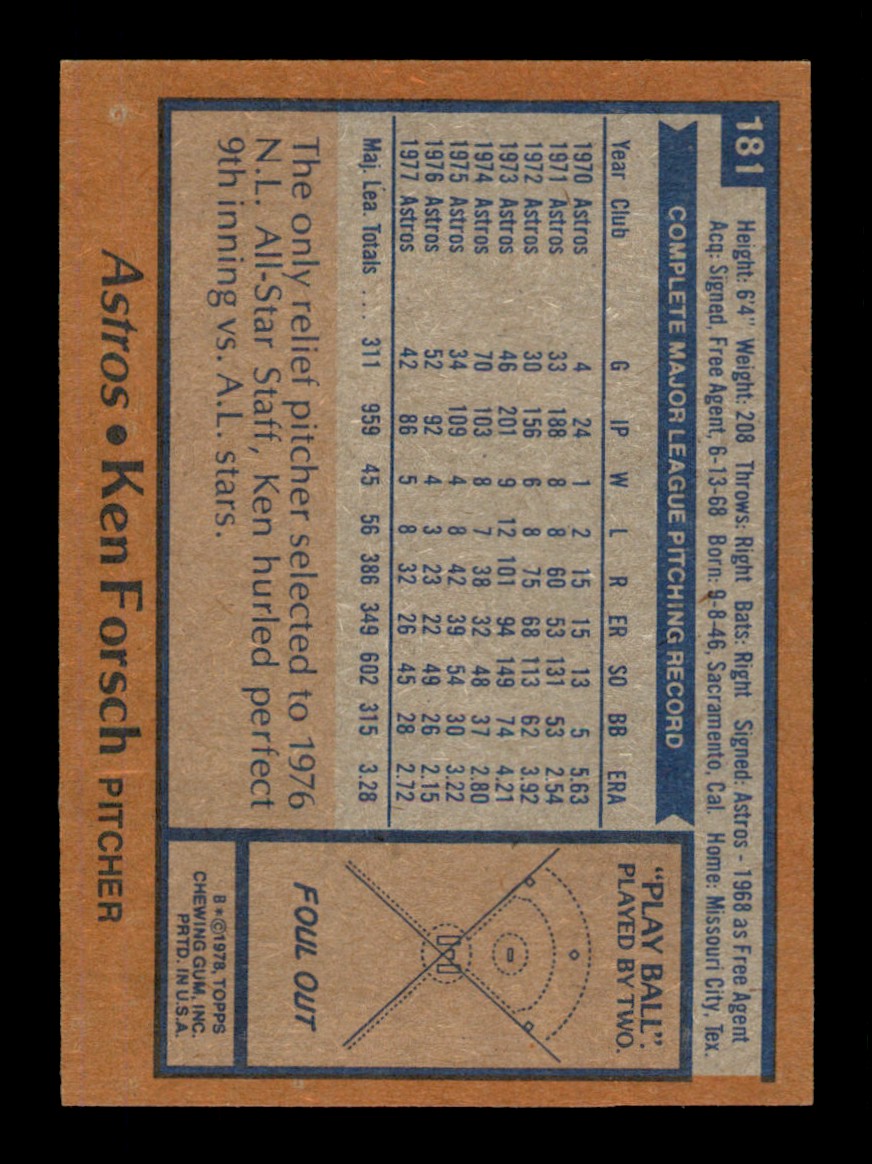 181
Height: 6'4" Weight: 208 Throws: Right Bats: Right Signed: Astros - 1968 as Free Agent
Acq: Signed, Free Agent, 6-13-68 Born: 9-8-46, Sacramento, Cal. Home: Missouri City, Tex.
COMPLETE MAJOR LEAGUE PITCHING RECORD
Year Club G IP W L R ER SO BB ERA
1970 Astros 4 24 1 2 15 15 13 5 5.63
1971 Astros 33 188 8 8 60 53 131 53 2.54
1972 Astros 30 156 6 8 75 68 113 62 3.92
1973 Astros 46 201 9 12 101 94 149 74 4.21
1974 Astros 70 103 8 7 38 32 48 37 2.80
1975 Astros 34 109 4 8 42 39 54 30 3.22
1976 Astros 52 92 4 3 23 22 49 26 2.15
1977 Astros 42 86 5 8 32 26 45 28 2.72
Maj. Lea. Totals .... 311 959 45 56 386 349 602 315 3.28
The only relief pitcher selected to 1976
N.L. All-Star Staff, Ken hurled perfect
9th inning vs. A.L. stars.
"PLAY BALL".
PLAYED BY TWO.
FOUL OUT
B*©1978, TOPPS
CHEWING GUM, INC.
PRTD. IN U.S.A.
Astros • Ken Forsch PITCHER